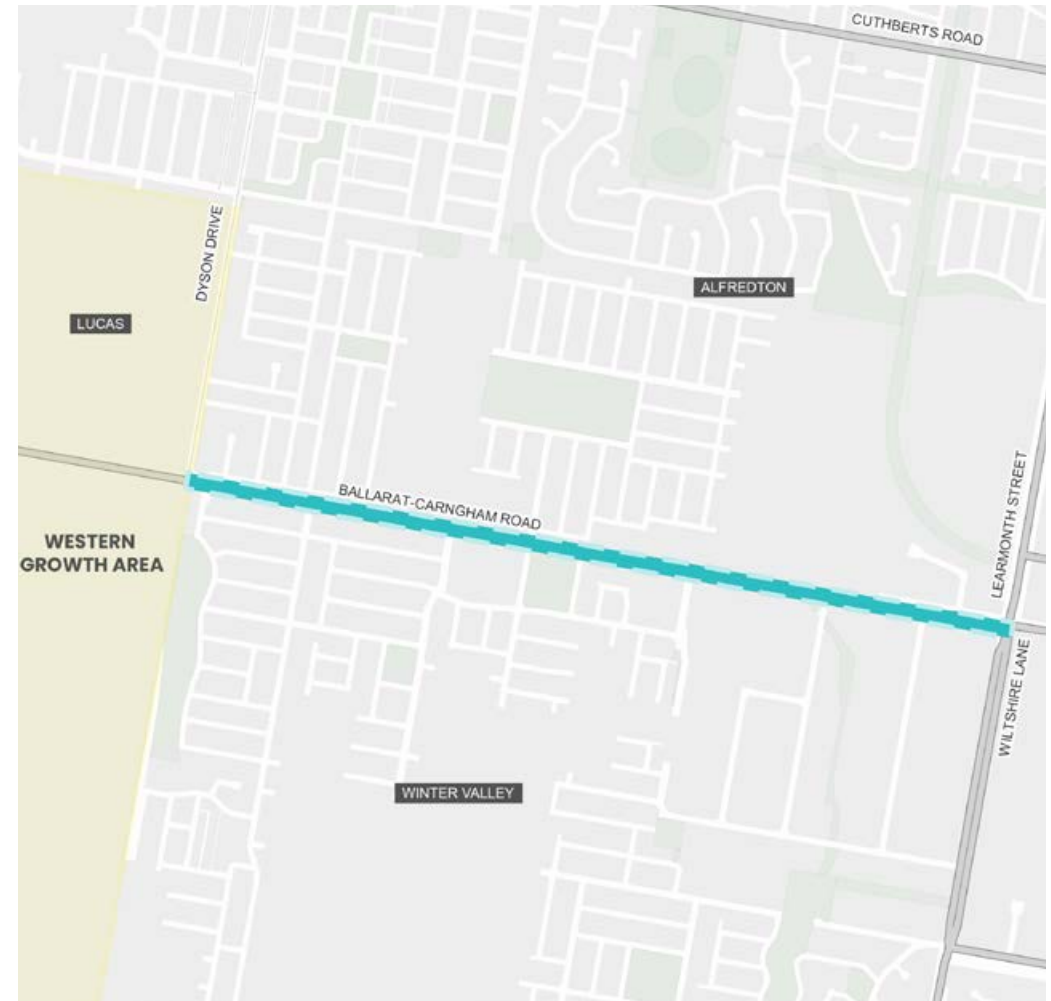 CUTHBERTS ROAD
DYSON DRIVE
ALFREDTON
LUCAS
BALLARAT-CARNGHAM ROAD
LEARMONTH STREET
WESTERN
GROWTH AREA
WILTSHIRE LANE
WINTER VALLEY